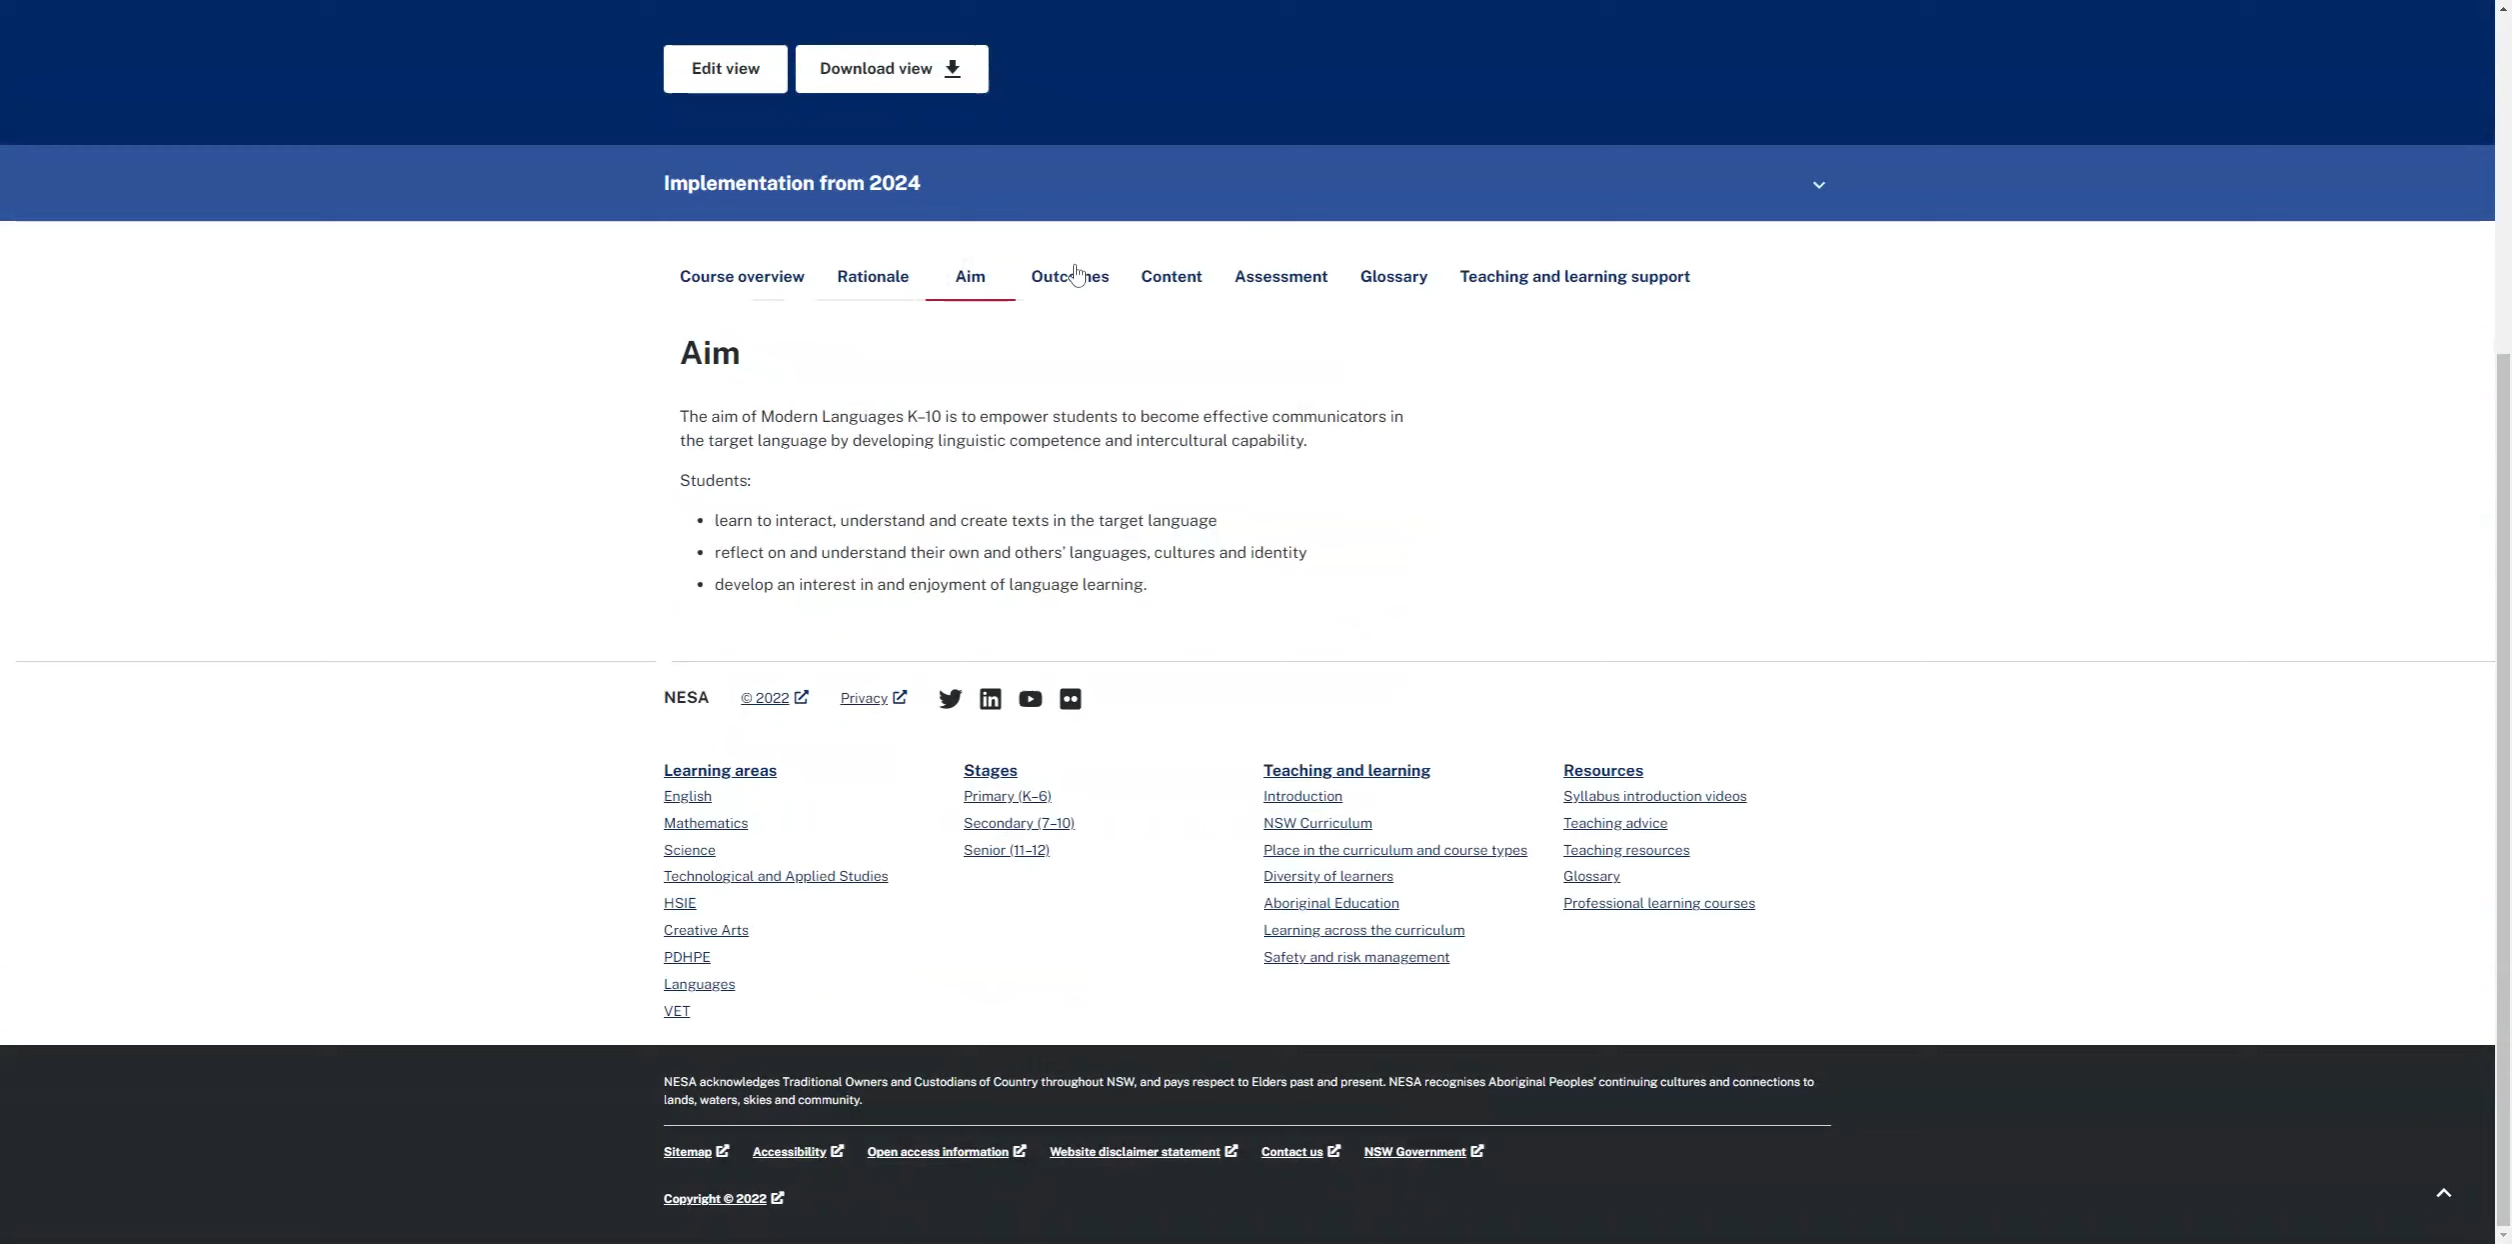 Edit view
Download view
Implementation from 2024
Course overview
Rationale
Aim
Outcomes
Content
Assessment
Glossary
Teaching and learning support
Aim
The aim of Modern Languages K–10 is to empower students to become effective communicators in
the target language by developing linguistic competence and intercultural capability.
Students:
• learn to interact, understand and create texts in the target language
• reflect on and understand their own and others’ languages, cultures and identity
• develop an interest in and enjoyment of language learning.
NESA
© 2022
Privacy
Learning areas
English
Mathematics
Science
Technological and Applied Studies
HSIE
Creative Arts
PDHPE
Languages
VET
Stages
Primary (K–6)
Secondary (7–10)
Senior (11–12)
Teaching and learning
Introduction
NSW Curriculum
Place in the curriculum and course types
Diversity of learners
Aboriginal Education
Learning across the curriculum
Safety and risk management
Resources
Syllabus introduction videos
Teaching advice
Teaching resources
Glossary
Professional learning courses
NESA acknowledges Traditional Owners and Custodians of Country throughout NSW, and pays respect to Elders past and present. NESA recognises Aboriginal Peoples’ continuing cultures and connections to
lands, waters, skies and community.
Sitemap
Accessibility
Open access information
Website disclaimer statement
Contact us
NSW Government
Copyright © 2022